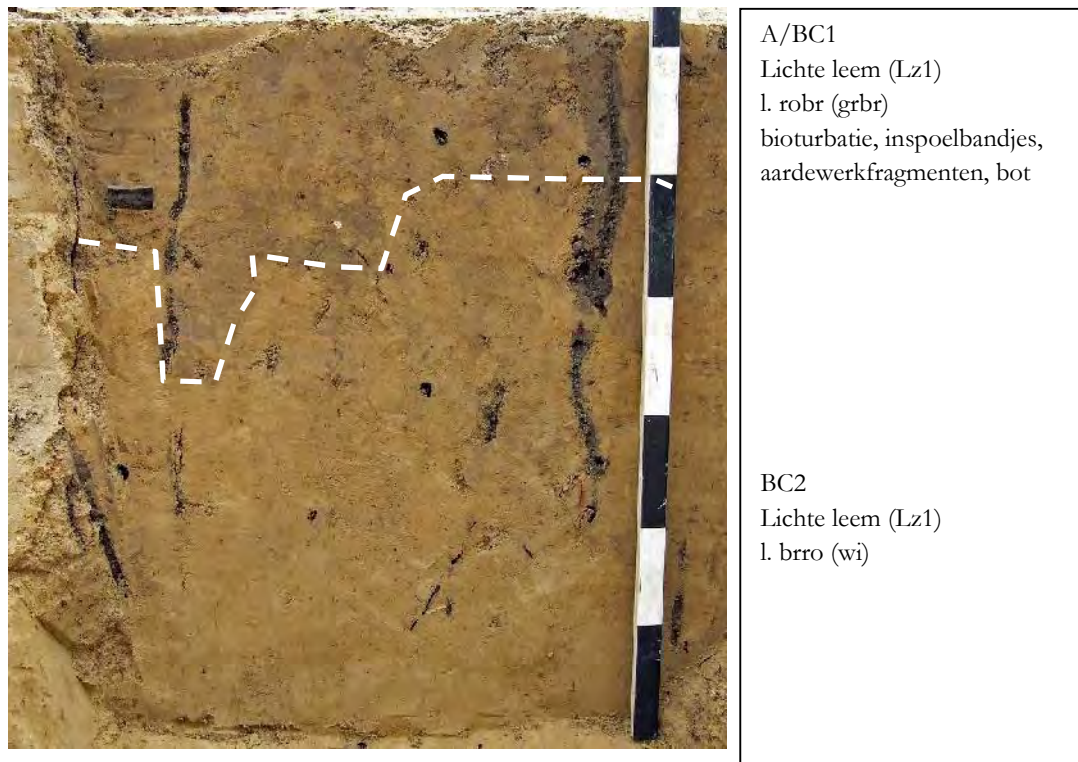 A/BC1
Lichte leem (Lz1)
l. robr (grbr)
bioturbatie, inspoelbandjes,
aardewerkfragmenten, bot
BC2
Lichte leem (Lz1)
l. brro (wi)